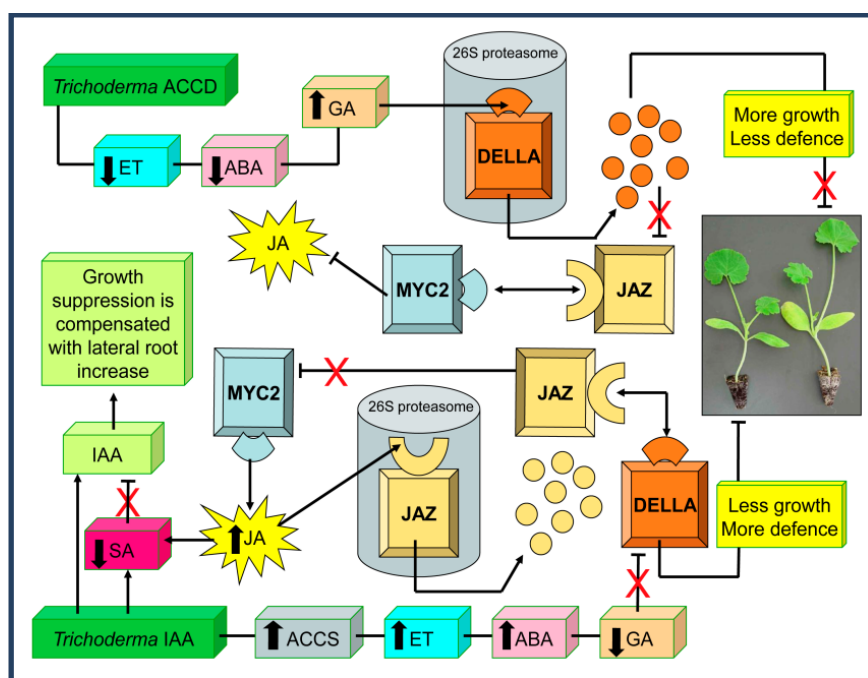 26S proteasome
Trichoderma ACCD
GA
More growth
Less defence
ET
ABA
DELLA
JA
MYC2
JAZ
Growth
suppression is
compensated
with lateral root
increase
MYC2
JAZ
26S proteasome
IAA
DELLA
Less growth
More defence
SA
JA
JAZ
Trichoderma IAA
ACCS
ET
ABA
GA